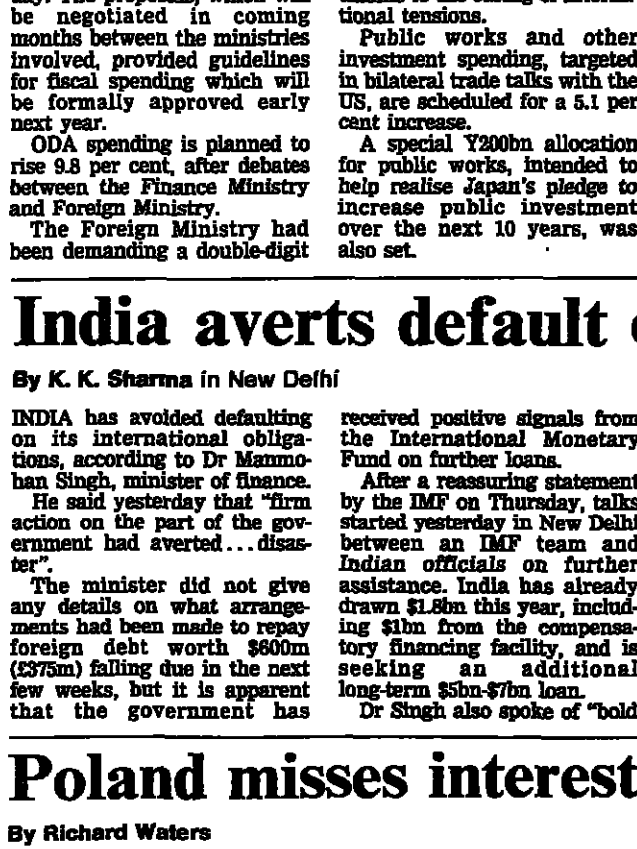 be negotiated in coming
months between the ministries
involved, provided guidelines
for fiscal spending which will
be formally approved early
next year.
ODA spending is planned to
rise 9.8 per cent, after debates
between the Finance Ministry
and Foreign Ministry.
The Foreign Ministry had
been demanding a double-digit
tional tensions.
Public works and other
investment spending, targeted
in bilateral trade talks with the
US, are scheduled for a 5.1 per
cent increase.
A special Y200bn allocation
for public works, intended to
help realise Japan's pledge to
increase public investment
over the next 10 years, was
also set.
India averts default
By K. K. Sharma in New Delhi
INDIA has avoided defaulting
on its international obliga-
tions, according to Dr Manmo-
han Singh, minister of finance.
He said yesterday that "firm
action on the part of the gov-
ernment had averted...disas-
ter".
The minister did not give
any details on what arrange-
ments had been made to repay
foreign debt worth $600m
(£375m) falling due in the next
few weeks, but it is apparent
that the government has
received positive signals from
the International Monetary
Fund on further loans.
After a reassuring statement
by the IMF on Thursday, talks
started yesterday in New Delhi
between an IMF team and
Indian officials on further
assistance. India has already
drawn $1.8bn this year, includ-
ing $1bn from the compensa-
tory financing facility, and is
seeking an additional
long-term $5bn-$7bn loan.
Dr Singh also spoke of "bold
Poland misses interest
By Richard Waters